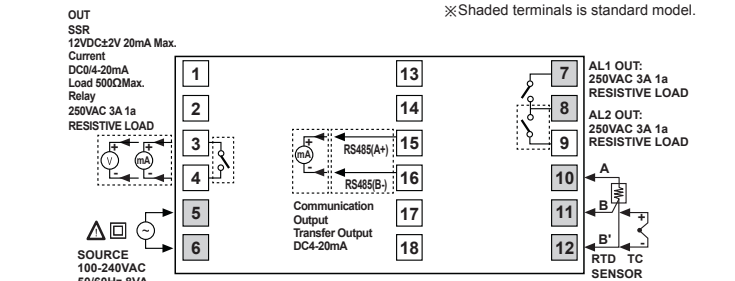 ※Shaded terminals is standard model.
OUT
SSR
12VDC±2V 20mA Max.
Current
DC0/4-20mA
Load 500ΩMax.
Relay
250VAC 3A 1a
RESISTIVE LOAD
1
2
3
4
5
6
+
-
V
+
-
mA
SOURCE
100-240VAC
50/60Hz 8VA
13
14
15
16
17
18
+
-
mA
RS485(A+)
RS485(B-)
Communication
Output
Transfer Output
DC4-20mA
7
8
9
10
11
12
AL1 OUT:
250VAC 3A 1a
RESISTIVE LOAD
AL2 OUT:
250VAC 3A 1a
RESISTIVE LOAD
A
B
B'
+
-
RTD TC
SENSOR